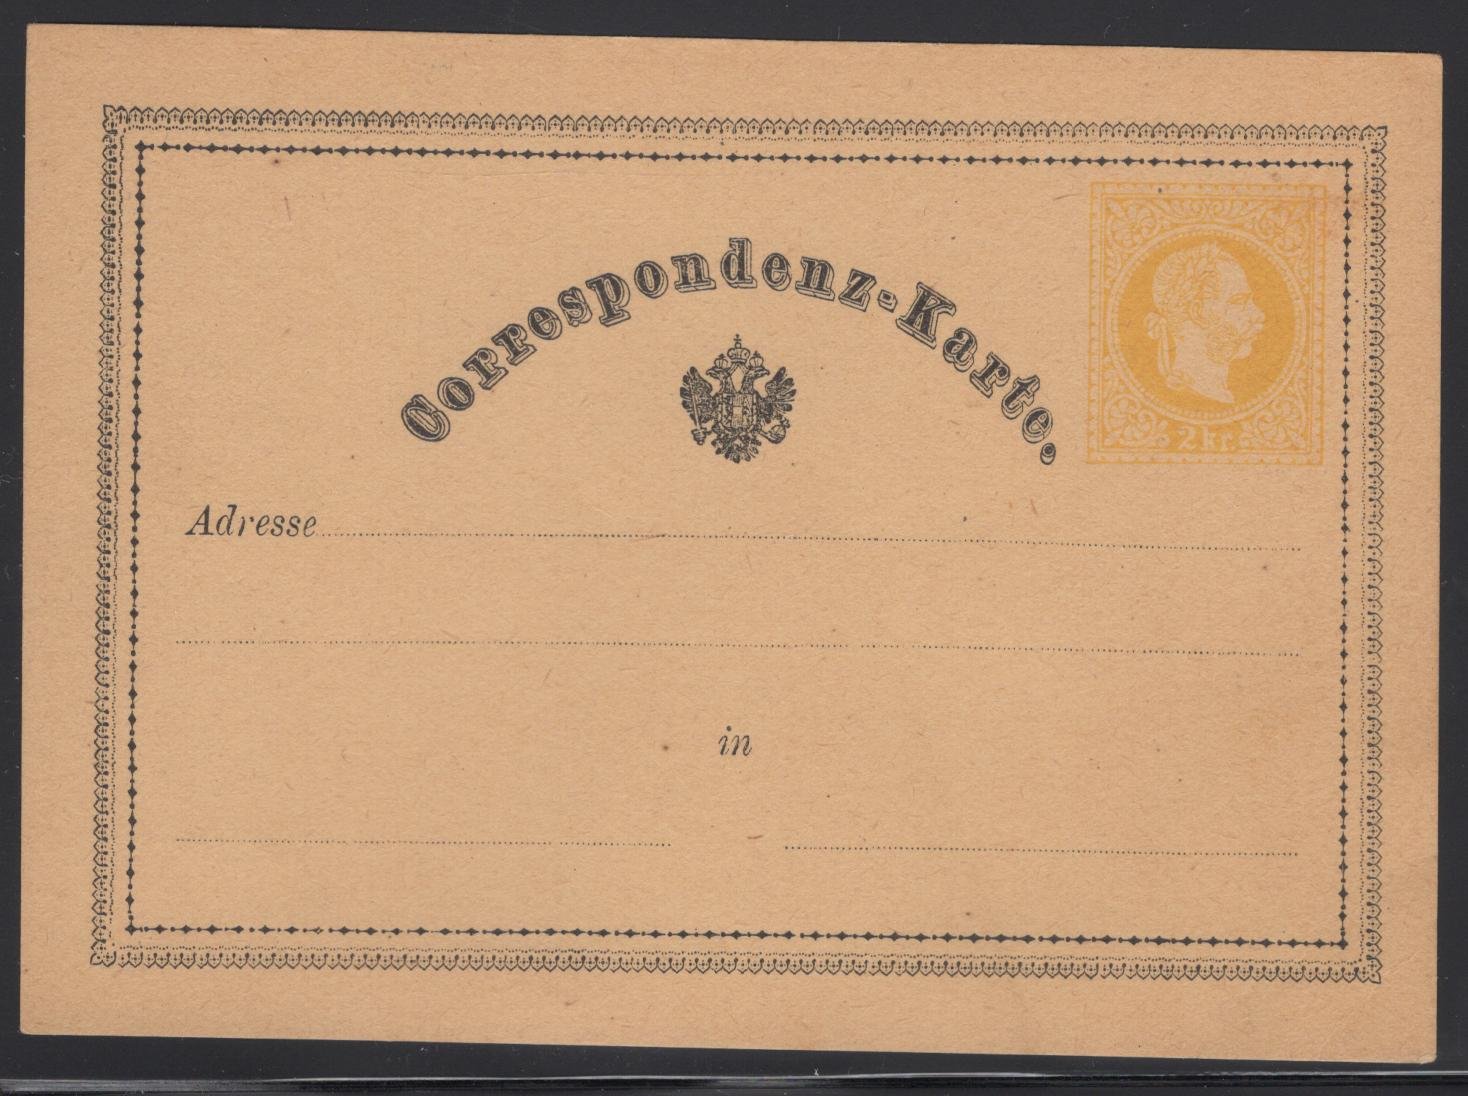 Correspondenz-Karte.
2 kr.
Adresse
in